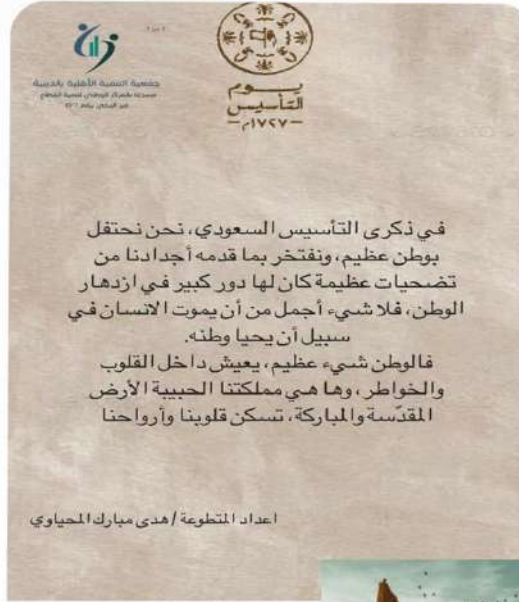 جمعية التنمية الأهلية بالدربية
يوم
التأسيس
١٧٢٧م
في ذكرى التأسيس السعودي، نحن نحتفل
بوطن عظيم، ونفتخر بما قدمه أجدادنا من
تضحيات عظيمة كان لها دور كبير في ازدهار
الوطن، فلا شيء أجمل من أن يموت الانسان في
سبيل أن يحيا وطنه.
فالوطن شيء عظيم، يعيش داخل القلوب
والخواطر، وها هي مملكتنا الحبيبة الأرض
المقدّسة والمباركة، تسكن قلوبنا وأرواحنا
اعداد المتطوعة / هدى مبارك المحياوي